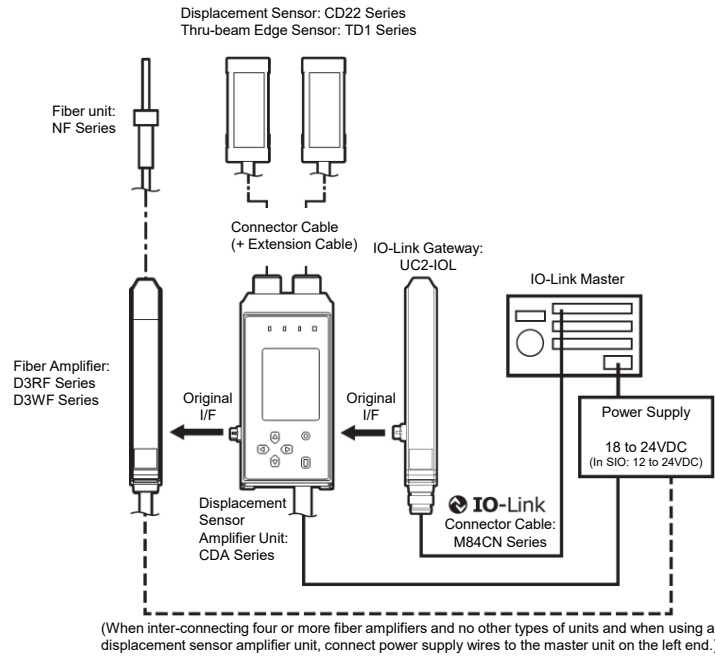 Displacement Sensor: CD22 Series
Thru-beam Edge Sensor: TD1 Series
Fiber unit:
NF Series
Connector Cable
(+ Extension Cable)
IO-Link Gateway:
UC2-IOL
IO-Link Master
Fiber Amplifier:
D3RF Series
D3WF Series
Original
I/F
Original
I/F
Power Supply
18 to 24VDC
(In SIO: 12 to 24VDC)
Displacement
Sensor
Amplifier Unit:
CDA Series
IO-Link
Connector Cable:
M84CN Series
(When inter-connecting four or more fiber amplifiers and no other types of units and when using a
displacement sensor amplifier unit, connect power supply wires to the master unit on the left end.)